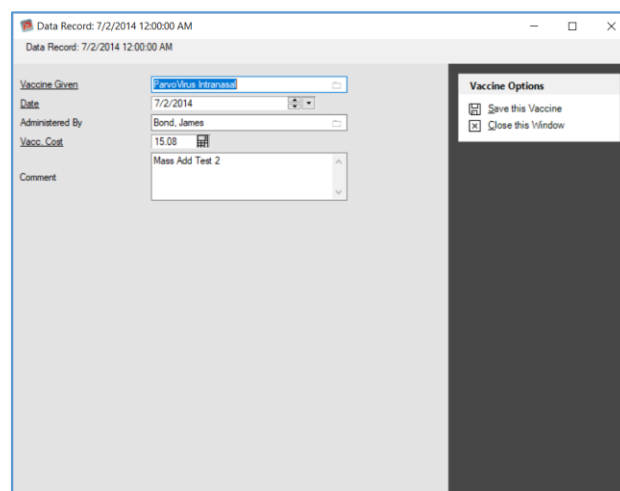 Data Record: 7/2/2014 12:00:00 AM
Data Record: 7/2/2014 12:00:00 AM
Vaccine Given ParvoVirus Intranasal
Date 7/2/2014
Administered By Bond, James
Vacc. Cost 15.08
Comment Mass Add Test 2
Vaccine Options
Save this Vaccine
Close this Window